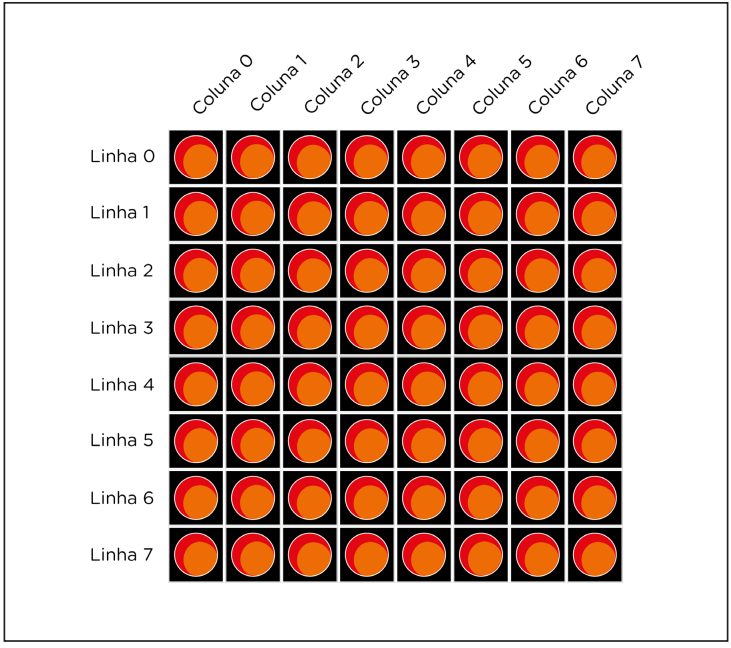 Coluna 0
Coluna 1
Coluna 2
Coluna 3
Coluna 4
Coluna 5
Coluna 6
Coluna 7
Linha 0
Linha 1
Linha 2
Linha 3
Linha 4
Linha 5
Linha 6
Linha 7